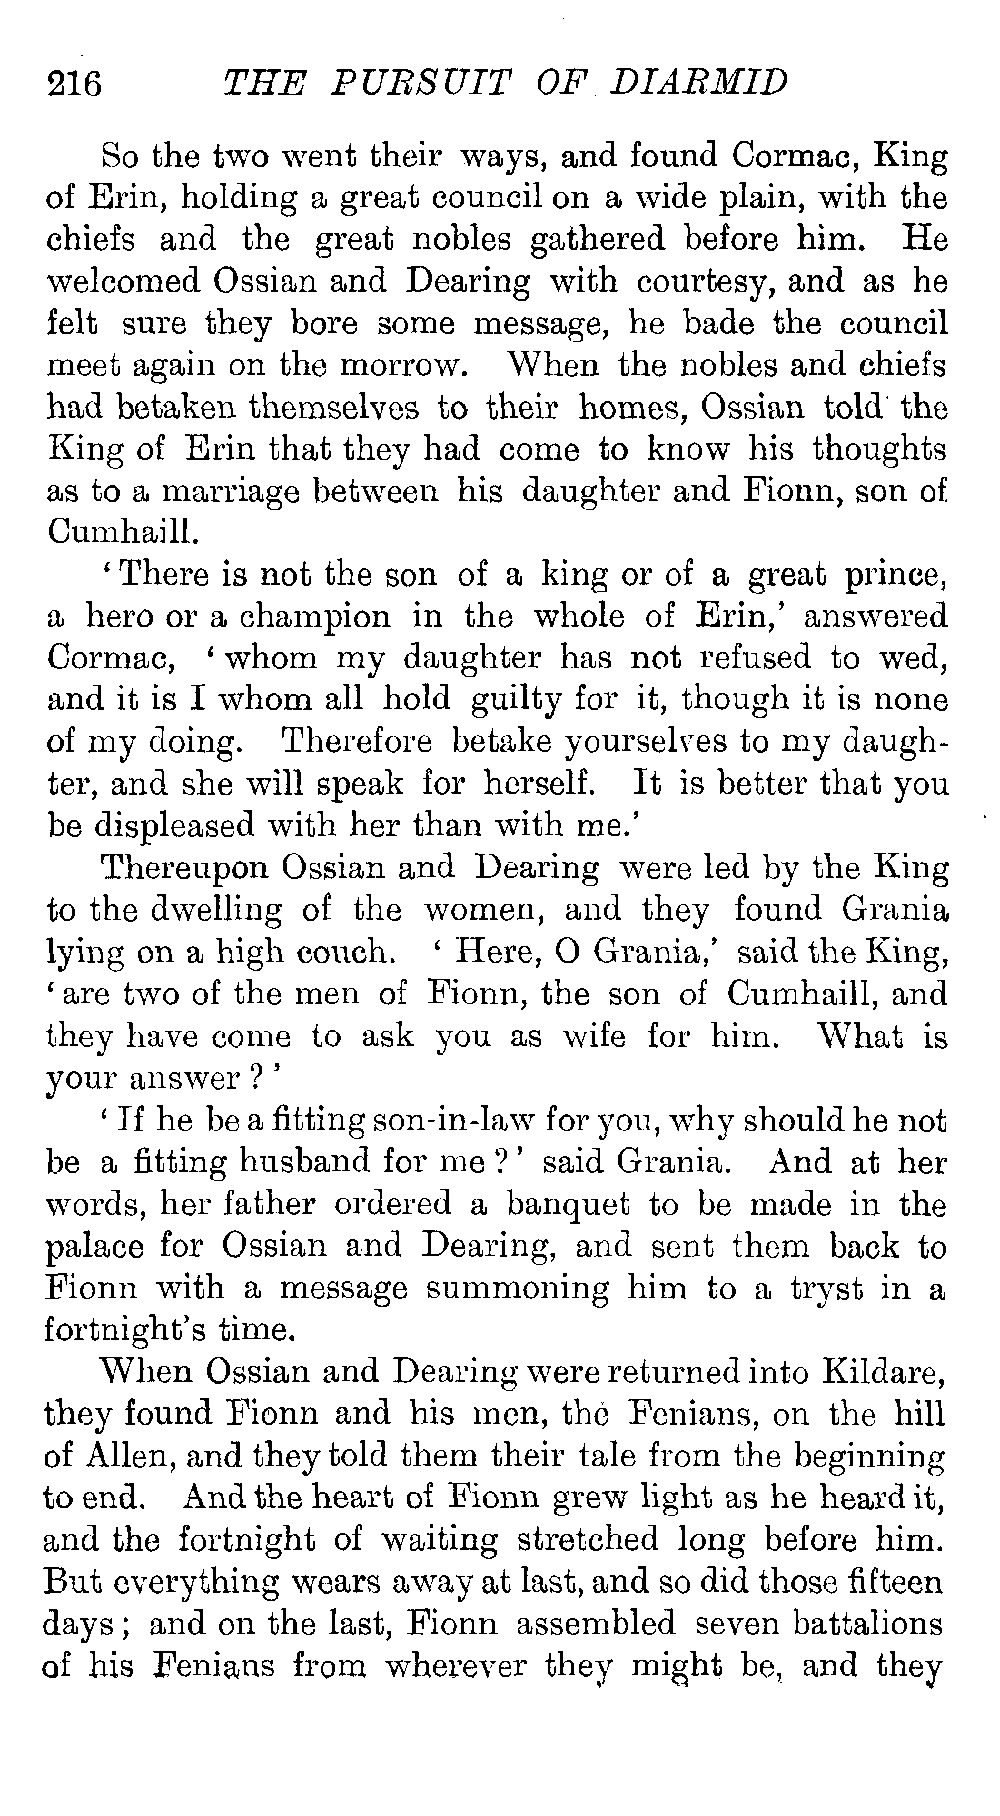 216 THE PURSUIT OF DIARMID
So the two went their ways, and found Cormac, King
of Erin, holding a great council on a wide plain, with the
chiefs and the great nobles gathered before him. He
welcomed Ossian and Dearing with courtesy, and as he
felt sure they bore some message, he bade the council
meet again on the morrow. When the nobles and chiefs
had betaken themselves to their homes, Ossian told the
King of Erin that they had come to know his thoughts
as to a marriage between his daughter and Fionn, son of
Cumhaill.
‘There is not the son of a king or of a great prince,
a hero or a champion in the whole of Erin,’ answered
Cormac, ‘whom my daughter has not refused to wed,
and it is I whom all hold guilty for it, though it is none
of my doing. Therefore betake yourselves to my daugh-
ter, and she will speak for herself. It is better that you
be displeased with her than with me.’
Thereupon Ossian and Dearing were led by the King
to the dwelling of the women, and they found Grania
lying on a high couch. ‘Here, O Grania,’ said the King,
‘are two of the men of Fionn, the son of Cumhaill, and
they have come to ask you as wife for him. What is
your answer?’
‘If he be a fitting son-in-law for you, why should he not
be a fitting husband for me?’ said Grania. And at her
words, her father ordered a banquet to be made in the
palace for Ossian and Dearing, and sent them back to
Fionn with a message summoning him to a tryst in a
fortnight’s time.
When Ossian and Dearing were returned into Kildare,
they found Fionn and his men, the Fenians, on the hill
of Allen, and they told them their tale from the beginning
to end. And the heart of Fionn grew light as he heard it,
and the fortnight of waiting stretched long before him.
But everything wears away at last, and so did those fifteen
days; and on the last, Fionn assembled seven battalions
of his Fenians from wherever they might be, and they